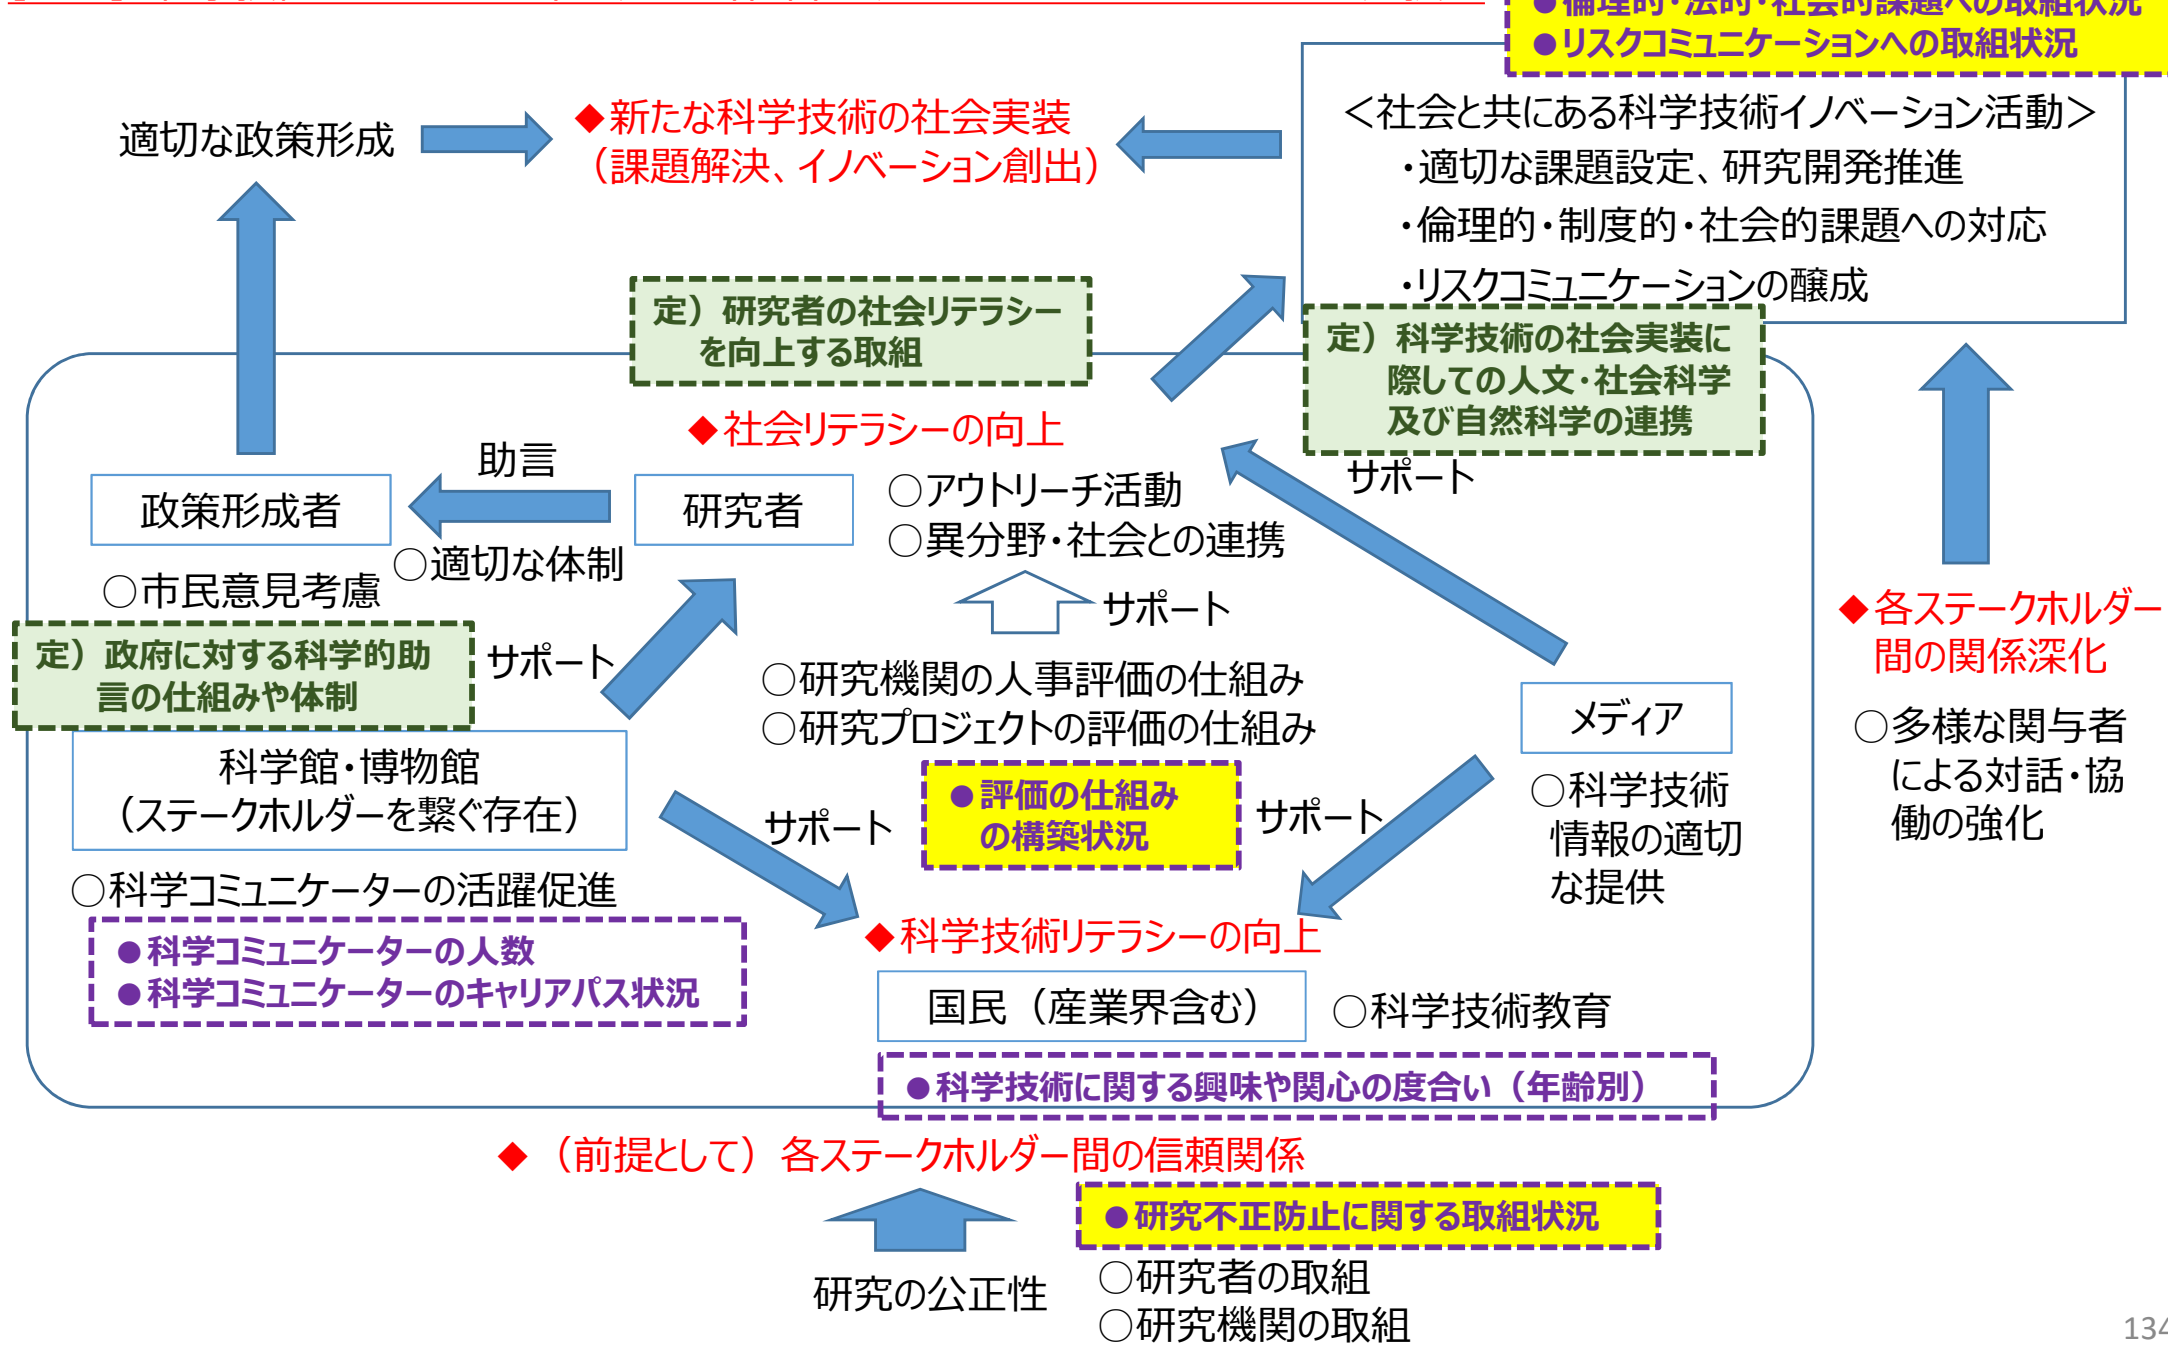 ●倫理的・法的・社会的課題への取組状況
●リスクコミュニケーションへの取組状況
適切な政策形成
◆新たな科学技術の社会実装
（課題解決、イノベーション創出）
＜社会と共にある科学技術イノベーション活動＞
・適切な課題設定、研究開発推進
・倫理的・制度的・社会的課題への対応
・リスクコミュニケーションの醸成
定）研究者の社会リテラシー
を向上する取組
定）科学技術の社会実装に
際しての人文・社会科学
及び自然科学の連携
◆社会リテラシーの向上
助言
サポート
政策形成者
研究者
○アウトリーチ活動
○異分野・社会との連携
○適切な体制
○市民意見考慮
サポート
◆各ステークホルダー
間の関係深化
定）政府に対する科学的助
言の仕組みや体制
サポート
○研究機関の人事評価の仕組み
○研究プロジェクトの評価の仕組み
メディア
○多様な関与者
による対話・協
働の強化
科学館・博物館
（ステークホルダーを繋ぐ存在）
●評価の仕組み
の構築状況
サポート
サポート
○科学技術
情報の適切
な提供
○科学コミュニケーターの活躍促進
●科学コミュニケーターの人数
●科学コミュニケーターのキャリアパス状況
◆科学技術リテラシーの向上
国民（産業界含む）
○科学技術教育
●科学技術に関する興味や関心の度合い（年齢別）
◆（前提として）各ステークホルダー間の信頼関係
●研究不正防止に関する取組状況
研究の公正性
○研究者の取組
○研究機関の取組
134